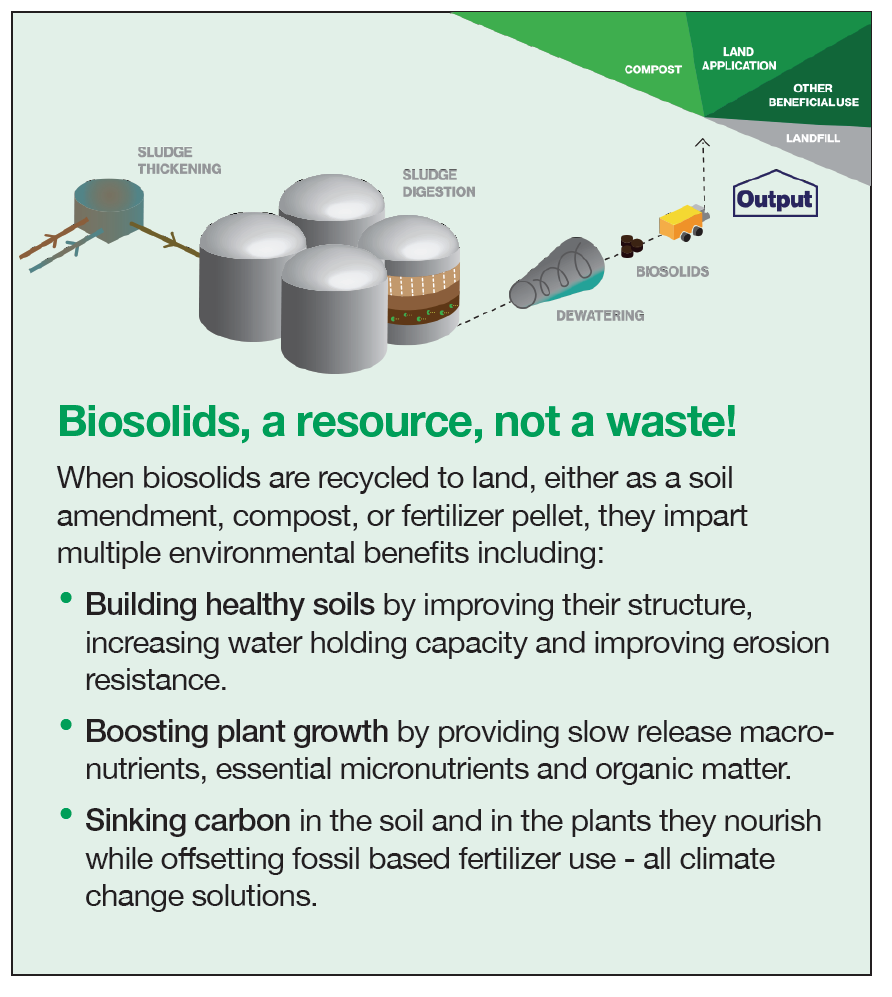 COMPOST
LAND
APPLICATION
OTHER
BENEFICIALUSE
LANDFILL
SLUDGE
THICKENING
SLUDGE
DIGESTION
Output
BIOSOLIDS
DEWATERING
Biosolids, a resource, not a waste!
When biosolids are recycled to land, either as a soil
amendment, compost, or fertilizer pellet, they impart
multiple environmental benefits including:
• Building healthy soils by improving their structure,
increasing water holding capacity and improving erosion
resistance.
• Boosting plant growth by providing slow release macro-
nutrients, essential micronutrients and organic matter.
• Sinking carbon in the soil and in the plants they nourish
while offsetting fossil based fertilizer use - all climate
change solutions.